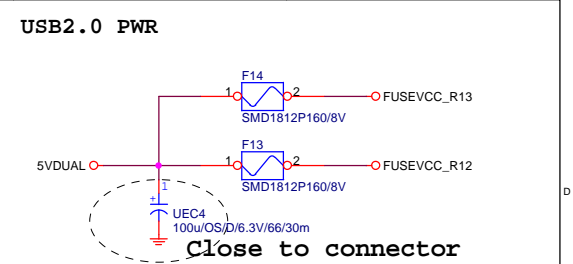 USB2.0 PWR
F14
1 2 FUSEVCC_R13
SMD1812P160/8V
F13
5VDUAL 1 2 FUSEVCC_R12
SMD1812P160/8V
D
1
+
UEC4
100u/OS/D/6.3V/66/30m
Close to connector